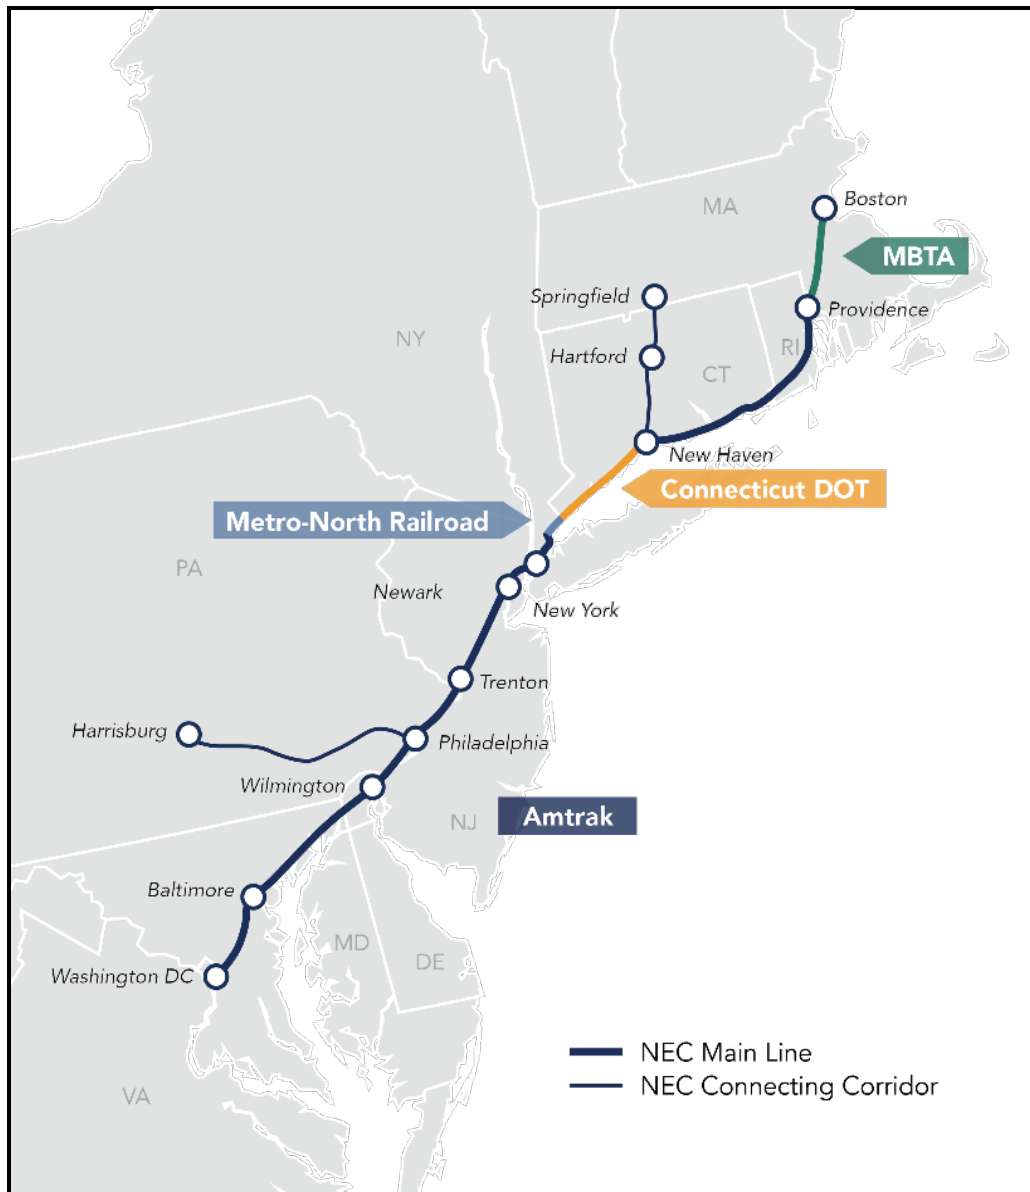 Boston
MA
MBTA
Springfield
Providence
NY
Hartford
RI
CT
New Haven
Connecticut DOT
Metro-North Railroad
PA
Newark
New York
Trenton
Harrisburg
Philadelphia
Wilmington
NJ
Amtrak
Baltimore
MD
DE
Washington DC
NEC Main Line
NEC Connecting Corridor
VA